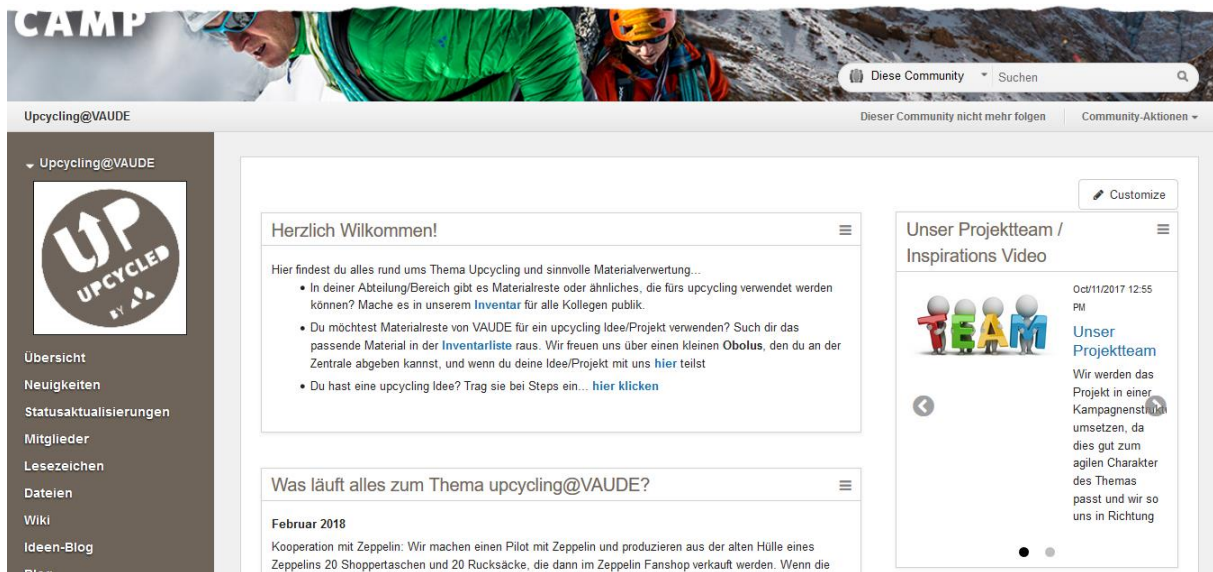 CAMP
Diese Community
Suchen
Upcycling@VAUDE
Dieser Community nicht mehr folgen
Community-Aktionen
Upcycling@VAUDE
UP
UPCYCLED
BY
Übersicht
Neuigkeiten
Statusaktualisierungen
Mitglieder
Lesezeichen
Dateien
Wiki
Ideen-Blog
Blog
Customize
Herzlich Wilkommen!
Hier findest du alles rund ums Thema Upcycling und sinnvolle Materialverwertung...
• In deiner Abteilung/Bereich gibt es Materialreste oder ähnliches, die fürs upcycling verwendet werden
können? Mache es in unserem Inventar für alle Kollegen publik.
• Du möchtest Materialreste von VAUDE für ein upcycling Idee/Projekt verwenden? Such dir das
passende Material in der Inventarliste raus. Wir freuen uns über einen kleinen Obolus, den du an der
Zentrale abgeben kannst, und wenn du deine Idee/Projekt mit uns hier teilst
• Du hast eine upcycling Idee? Trag sie bei Steps ein... hier klicken
Was läuft alles zum Thema upcycling@VAUDE?
Februar 2018
Kooperation mit Zeppelin: Wir machen einen Pilot mit Zeppelin und produzieren aus der alten Hülle eines
Zeppelins 20 Shoppertaschen und 20 Rucksäcke, die dann im Zeppelin Fanshop verkauft werden. Wenn die
Unser Projektteam /
Inspirations Video
TEAM
Oct/11/2017 12:55
PM
Unser
Projektteam
Wir werden das
Projekt in einer
umsetzen, da
dies gut zum
agilen Charakter
des Themas
passt und wir so
uns in Richtung